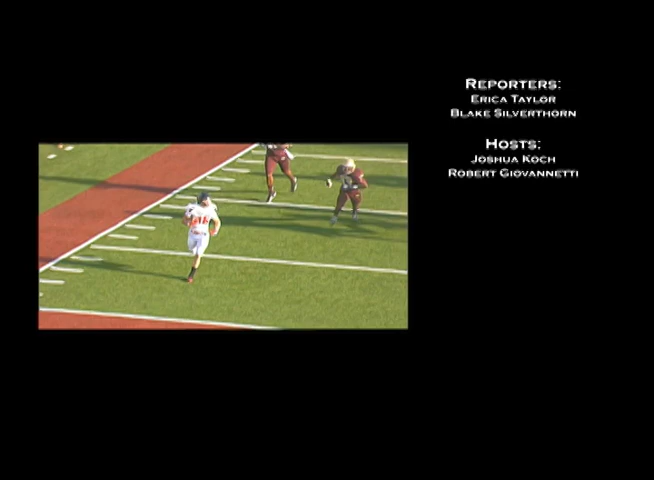 Reporters:
Erica Taylor
Blake Silverthorn
Hosts:
Joshua Koch
Robert Giovannetti